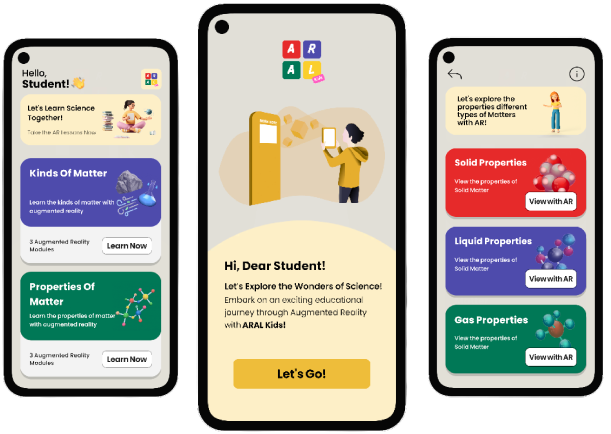 Hello,
Student!
Let's Learn Science
Together!
Take the AR Lessons Now
Kinds Of Matter
Learn the kinds of matter with
augmented reality
3 Augmented Reality
Modules
Learn Now
Properties Of
Matter
Learn the properties of matter
with augmented reality
3 Augmented Reality
Modules
Learn Now
A R
A L
Hi, Dear Student!
Let's Explore the Wonders of Science!
Embark on an exciting educational
journey through Augmented Reality
with ARAL Kids!
Let's Go!
Let's explore the
properties different
types of Matters
with AR!
Solid Properties
View the properties of
Solid Matter
View with AR
Liquid Properties
View the properties of
Solid Matter
View with AR
Gas Properties
View the properties of
Solid Matter
View with AR